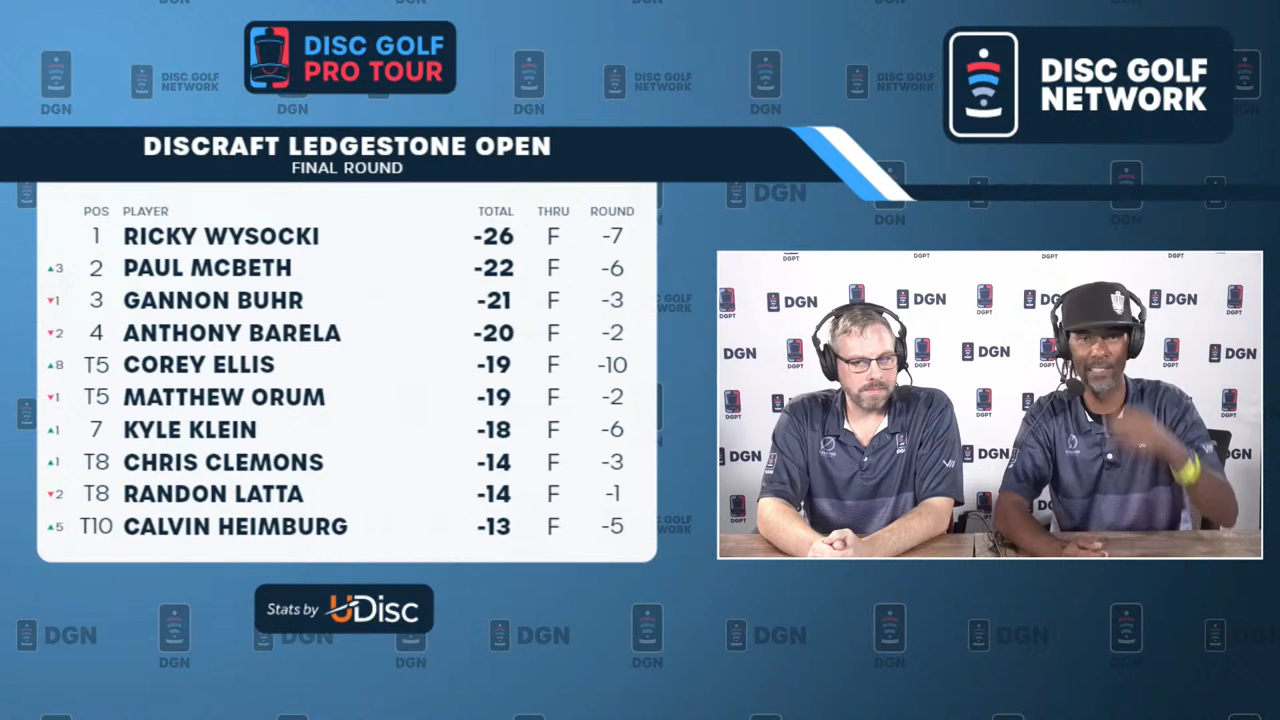 DISC GOLF
PRO TOUR
DISC GOLF
NETWORK
DISCRAFT LEDGESTONE OPEN
FINAL ROUND
POS PLAYER TOTAL THRU ROUND
1 RICKY WYSOCKI -26 F -7
▲3 2 PAUL MCBETH -22 F -6
▼1 3 GANNON BUHR -21 F -3
▼2 4 ANTHONY BARELA -20 F -2
▲8 T5 COREY ELLIS -19 F -10
▼1 T5 MATTHEW ORUM -19 F -2
▲1 7 KYLE KLEIN -18 F -6
▲1 T8 CHRIS CLEMONS -14 F -3
▼2 T8 RANDON LATTA -14 F -1
▲5 T10 CALVIN HEIMBURG -13 F -5
Stats by UDisc